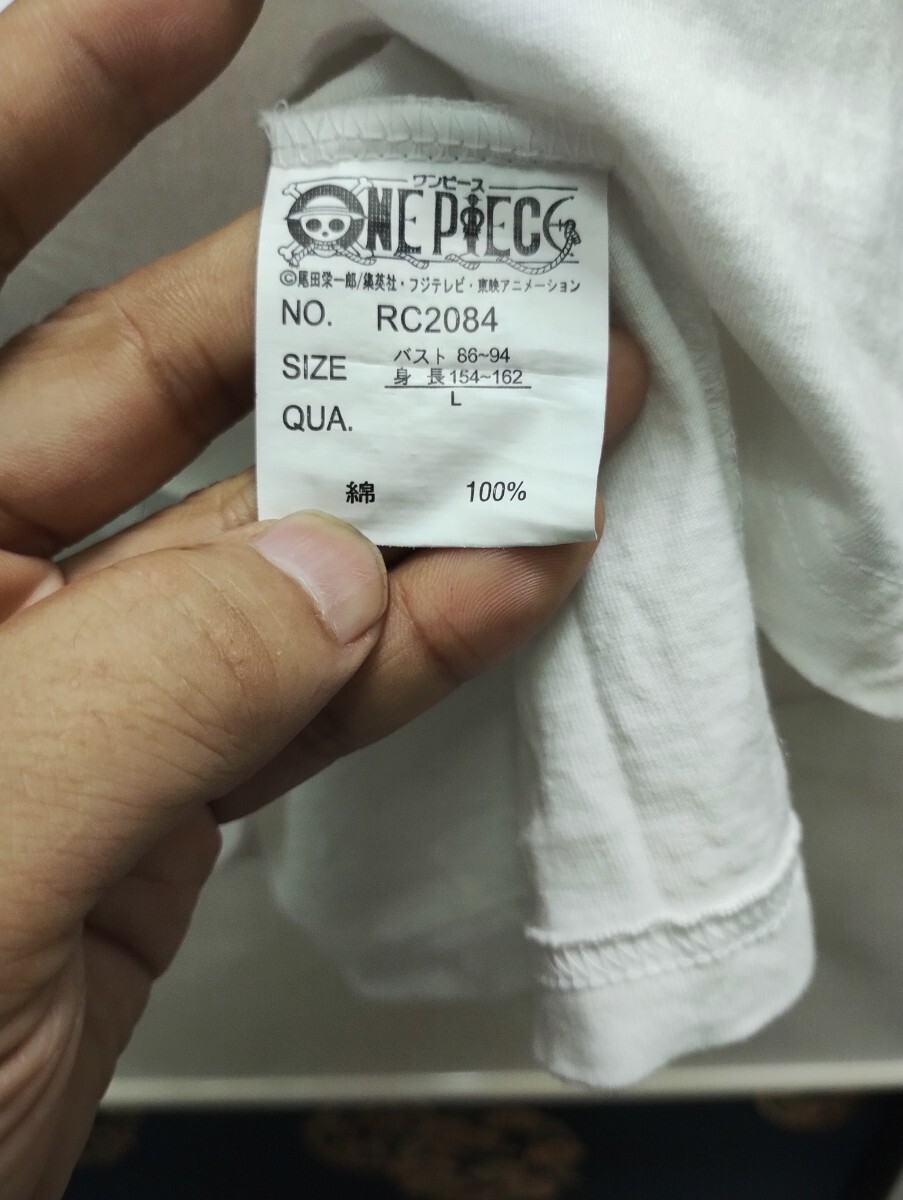 ワンピース
ONE PIECE
©尾田栄一郎/集英社・フジテレビ・東映アニメーション
NO. RC2084
SIZE バスト 86~94
身長 154~162
L
QUA.
綿 100%